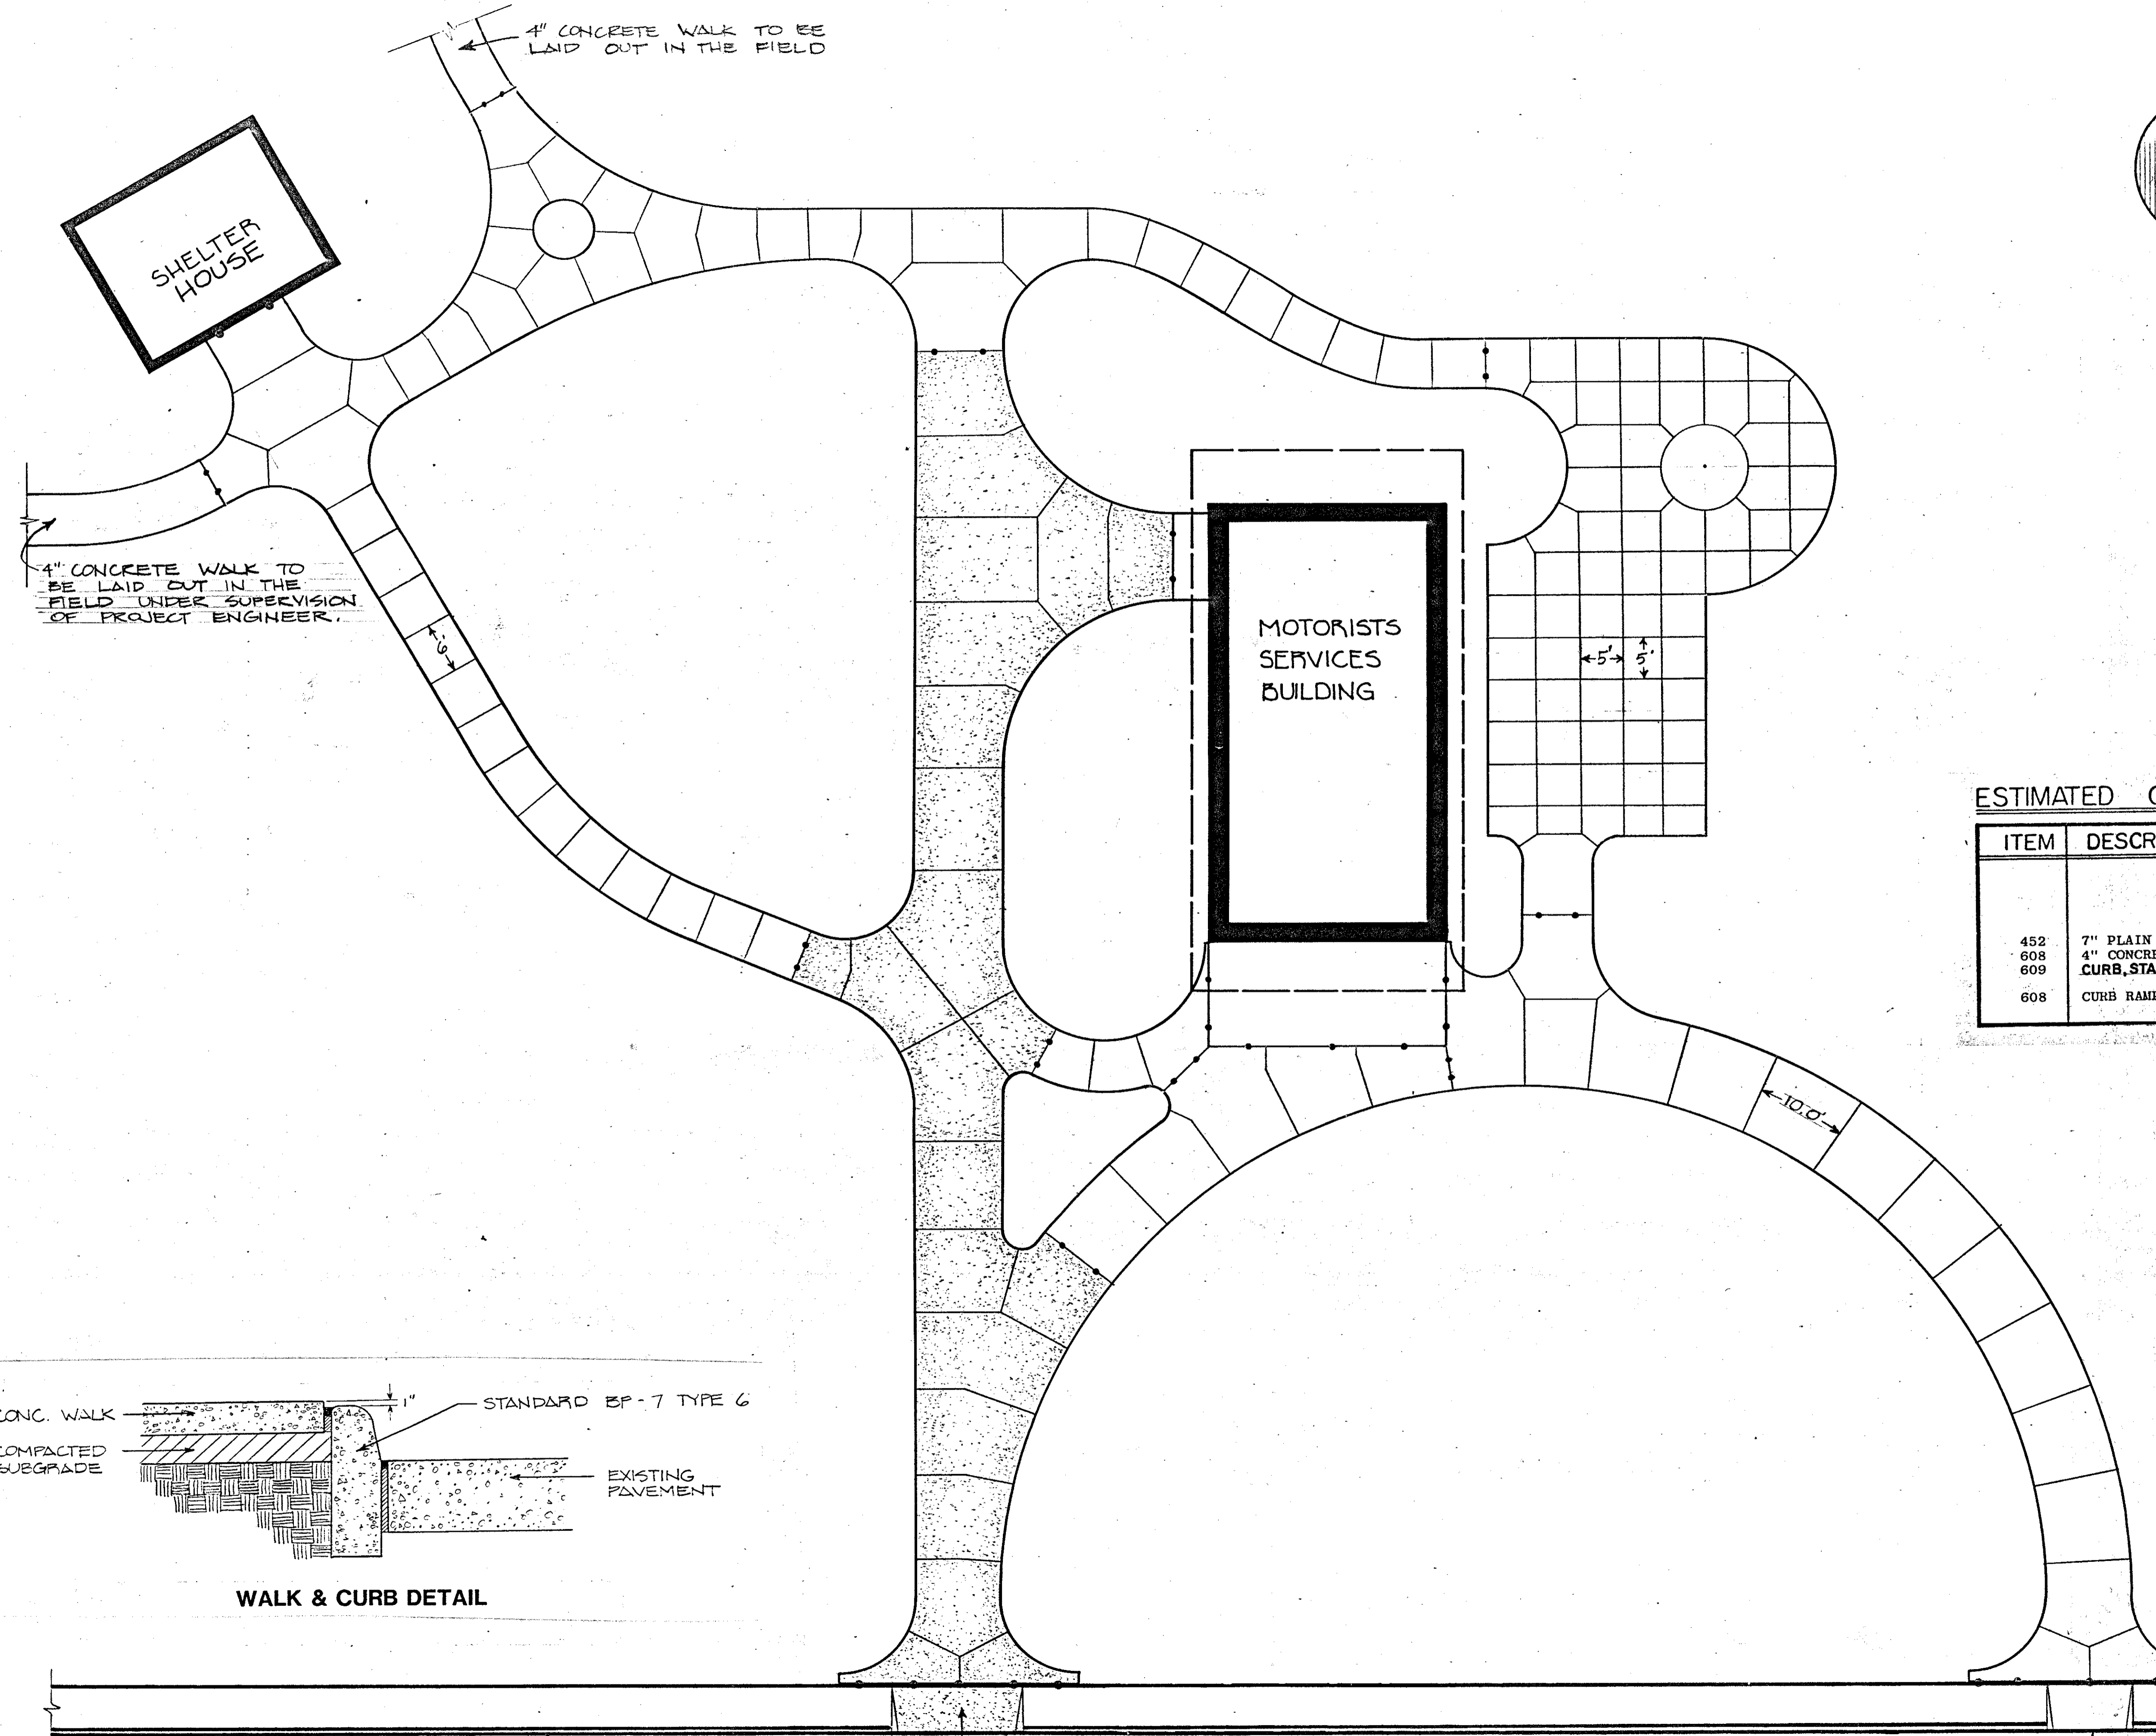 4" CONCRETE WALK TO BE
LAID OUT IN THE FIELD
SHELTER
HOUSE
4" CONCRETE WALK TO
BE LAID OUT IN THE
FIELD UNDER SUPERVISION
OF PROJECT ENGINEER.
6'
MOTORISTS
SERVICES
BUILDING
5'
5'
ESTIMATED
ITEM DESCR
452 7" PLAIN
608 4" CONCRE
609 CURB, STA
608 CURB RAMP
10.0'
CONC. WALK
COMPACTED
SUBGRADE
1"
STANDARD BP-7 TYPE 6
EXISTING
PAVEMENT
WALK & CURB DETAIL